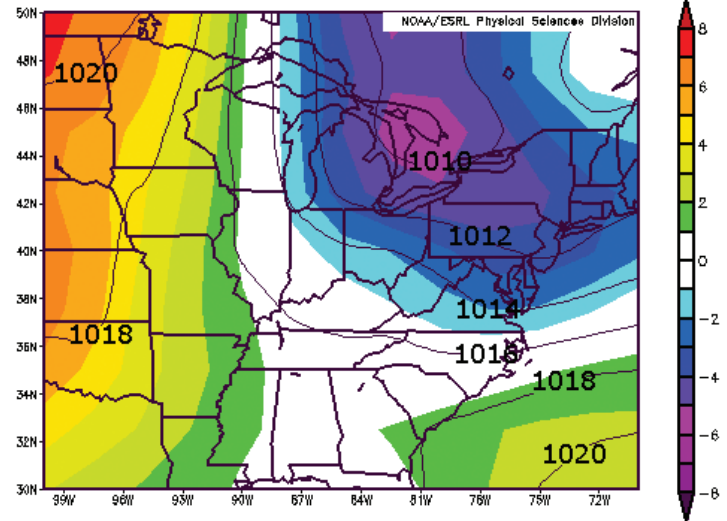 NOAA/ESRL Physical Sciences Division
50N
48N
46N
44N
42N
40N
38N
36N
34N
32N
30N
1020
1010
1012
1014
1018
1016
1018
1020
99W 96W 93W 90W 87W 84W 81W 78W 75W 72W
8
6
4
2
0
-2
-4
-6
-8